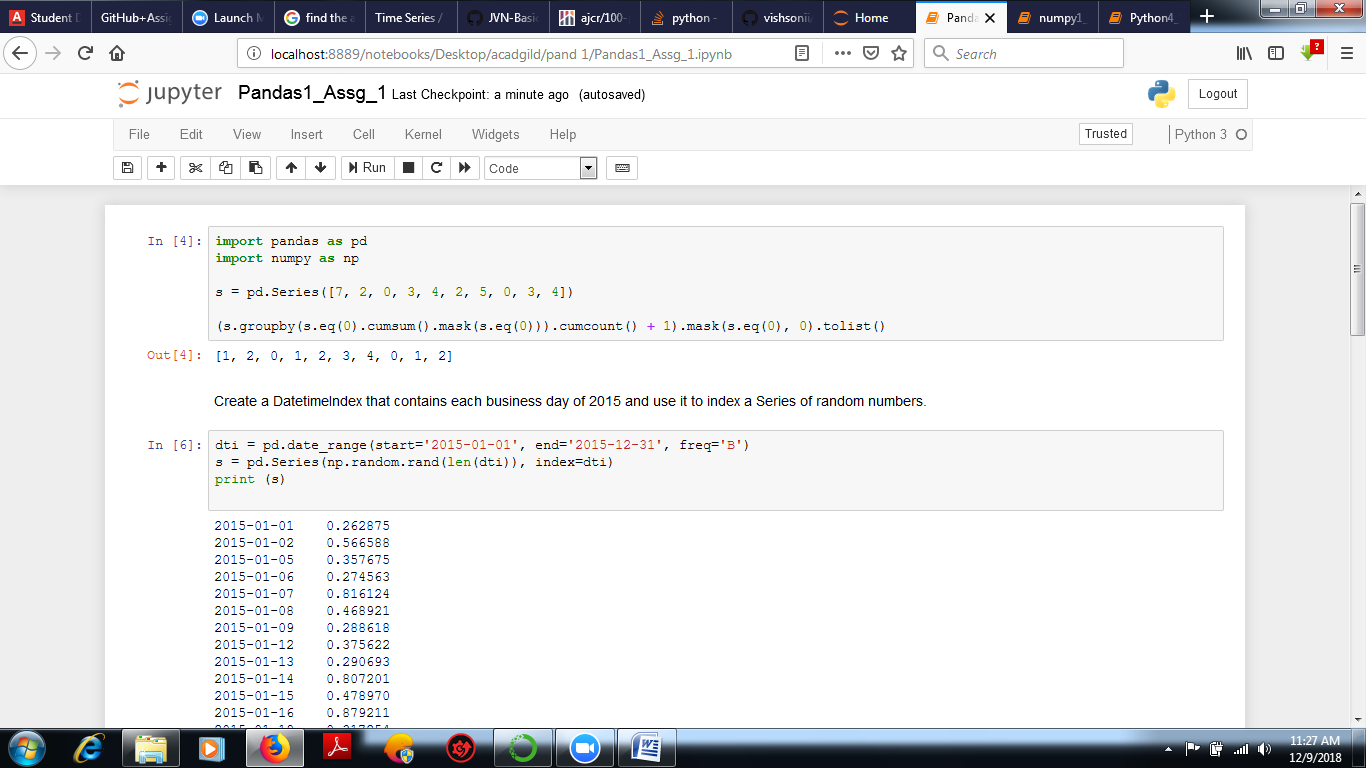 Student D
GitHub+Assig
Launch M
find the a
Time Series /
JVN-Basic
ajcr/100-
python -
vishsoniiu
Home
Panda
numpy1_
Python4_
localhost:8889/notebooks/Desktop/acadgild/pand 1/Pandas1_Assg_1.ipynb
Search
jupyter Pandas1_Assg_1 Last Checkpoint: a minute ago (autosaved)
Logout
File Edit View Insert Cell Kernel Widgets Help
Trusted
Python 3
Run
Code
In [4]:
import pandas as pd
import numpy as np
s = pd.Series([7, 2, 0, 3, 4, 2, 5, 0, 3, 4])
(s.groupby(s.eq(0).cumsum().mask(s.eq(0))).cumcount() + 1).mask(s.eq(0), 0).tolist()
Out[4]: [1, 2, 0, 1, 2, 3, 4, 0, 1, 2]
Create a DatetimeIndex that contains each business day of 2015 and use it to index a Series of random numbers.
In [6]:
dti = pd.date_range(start='2015-01-01', end='2015-12-31', freq='B')
s = pd.Series(np.random.rand(len(dti)), index=dti)
print (s)
2015-01-01 0.262875
2015-01-02 0.566588
2015-01-05 0.357675
2015-01-06 0.274563
2015-01-07 0.816124
2015-01-08 0.468921
2015-01-09 0.288618
2015-01-12 0.375622
2015-01-13 0.290693
2015-01-14 0.807201
2015-01-15 0.478970
2015-01-16 0.879211
11:27 AM
12/9/2018